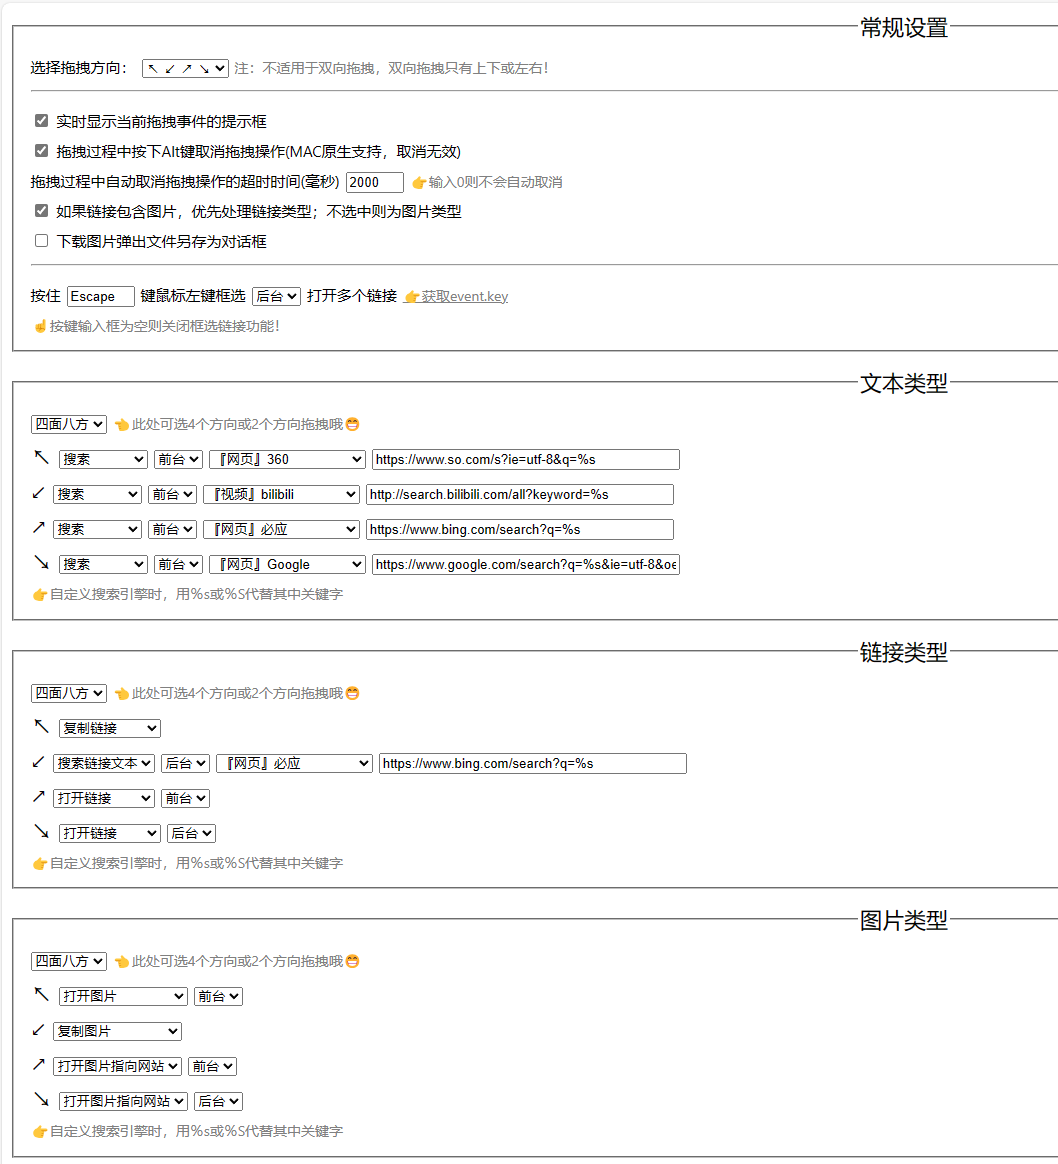 常规设置
选择拖拽方向： ↖ ↙ ↗ ↘ 注：不适用于双向拖拽，双向拖拽只有上下或左右！
实时显示当前拖拽事件的提示框
拖拽过程中按下Alt键取消拖拽操作(MAC原生支持，取消无效)
拖拽过程中自动取消拖拽操作的超时时间(毫秒) 2000 👉输入0则不会自动取消
如果链接包含图片，优先处理链接类型；不选中则为图片类型
下载图片弹出文件另存为对话框
按住 Escape 键鼠标左键框选 后台 打开多个链接 👉获取event.key
☝按键输入框为空则关闭框选链接功能！
文本类型
四面八方 👈此处可选4个方向或2个方向拖拽哦😁
↖ 搜索 前台 『网页』360 https://www.so.com/s?ie=utf-8&q=%s
↙ 搜索 前台 『视频』bilibili http://search.bilibili.com/all?keyword=%s
↗ 搜索 前台 『网页』必应 https://www.bing.com/search?q=%s
↘ 搜索 前台 『网页』Google https://www.google.com/search?q=%s&ie=utf-8&oe
👉自定义搜索引擎时，用%s或%S代替其中关键字
链接类型
四面八方 👈此处可选4个方向或2个方向拖拽哦😁
↖ 复制链接
↙ 搜索链接文本 后台 『网页』必应 https://www.bing.com/search?q=%s
↗ 打开链接 前台
↘ 打开链接 后台
👉自定义搜索引擎时，用%s或%S代替其中关键字
图片类型
四面八方 👈此处可选4个方向或2个方向拖拽哦😁
↖ 打开图片 前台
↙ 复制图片
↗ 打开图片指向网站 前台
↘ 打开图片指向网站 后台
👉自定义搜索引擎时，用%s或%S代替其中关键字